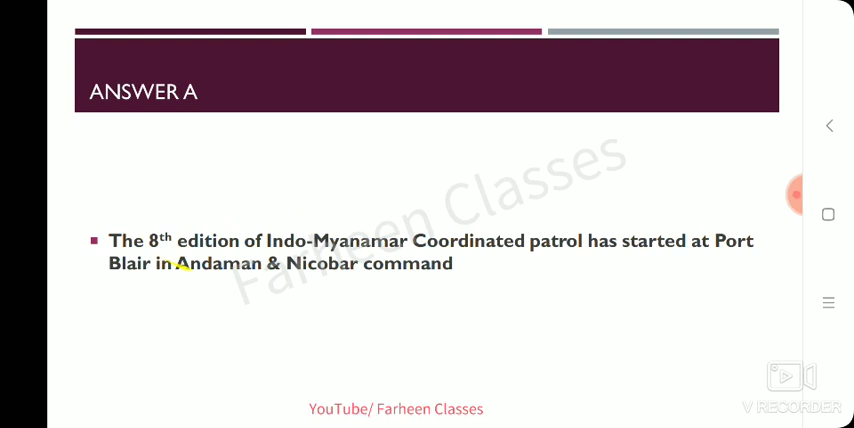 ANSWER A
Farheen Classes
The 8th edition of Indo-Myanamar Coordinated patrol has started at Port
Blair in Andaman & Nicobar command
YouTube/ Farheen Classes
V RECORDER